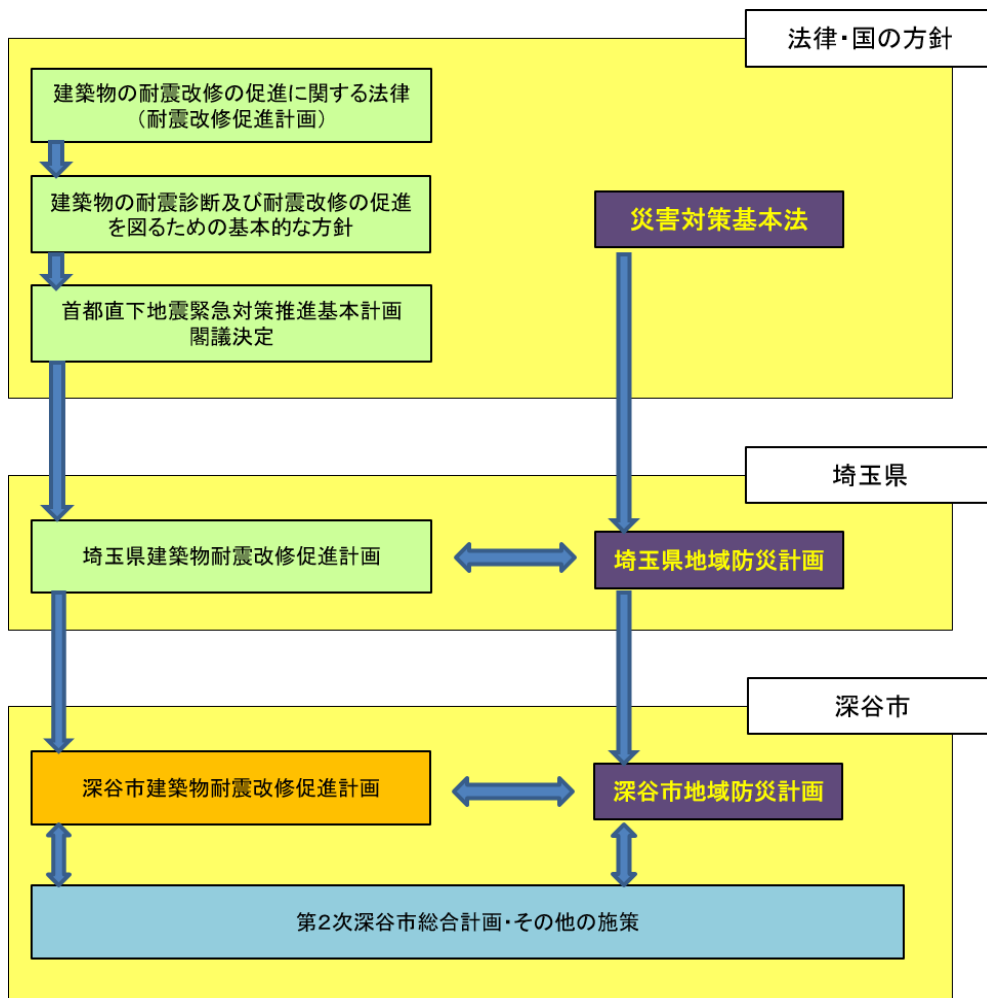 法律・国の方針
建築物の耐震改修の促進に関する法律
（耐震改修促進計画）
建築物の耐震診断及び耐震改修の促進
を図るための基本的な方針
災害対策基本法
首都直下地震緊急対策推進基本計画
閣議決定
埼玉県
埼玉県建築物耐震改修促進計画
埼玉県地域防災計画
深谷市
深谷市建築物耐震改修促進計画
深谷市地域防災計画
第２次深谷市総合計画・その他の施策